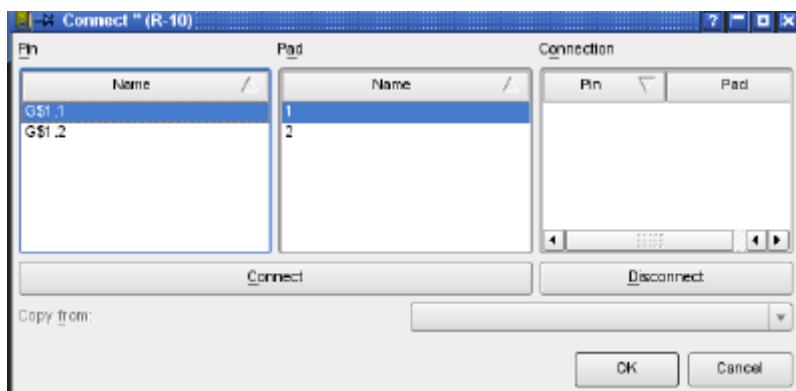 Connect '' (R-10)
Pin Pad Connection
Name Name Pin Pad
G$1.1 1
G$1.2 2
Connect Disconnect
Copy from:
OK Cancel